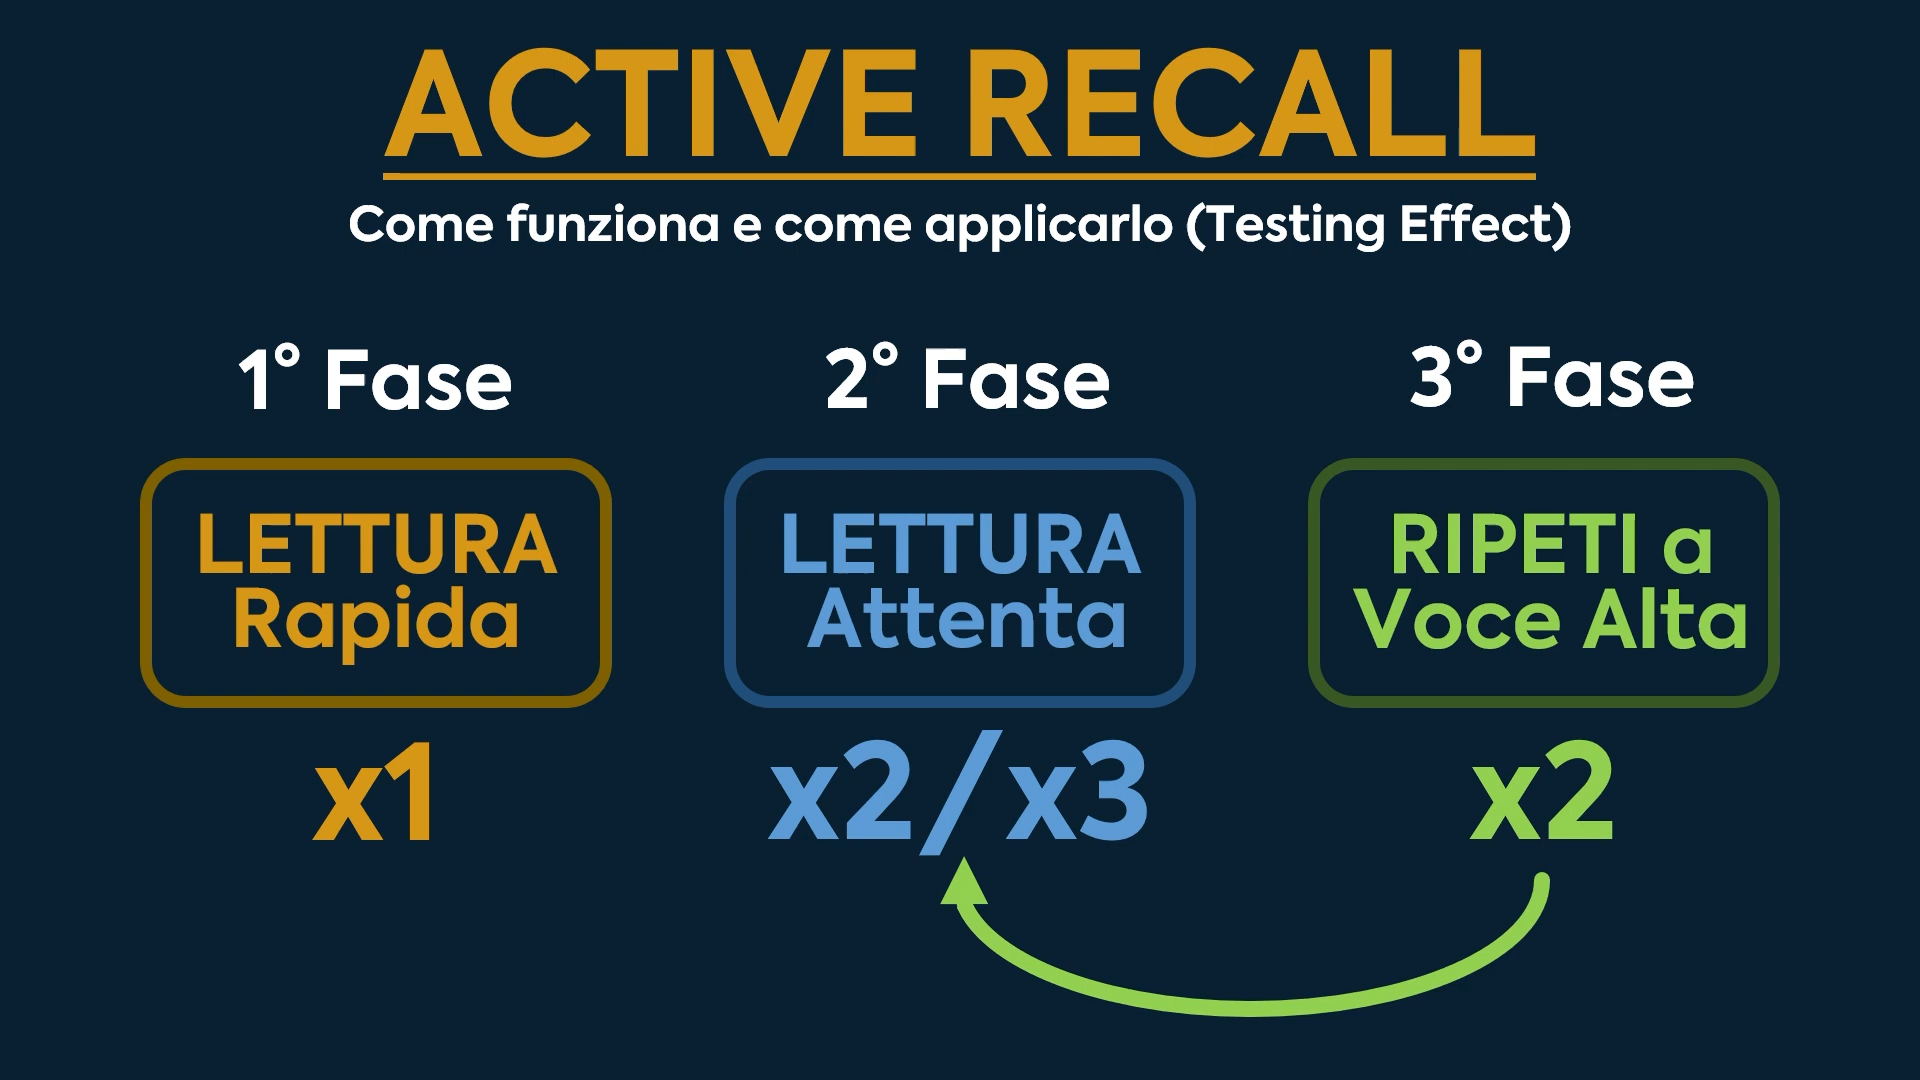 ACTIVE RECALL
Come funziona e come applicarlo (Testing Effect)
1° Fase
LETTURA
Rapida
x1
2° Fase
LETTURA
Attenta
x2/x3
3° Fase
RIPETI a
Voce Alta
x2